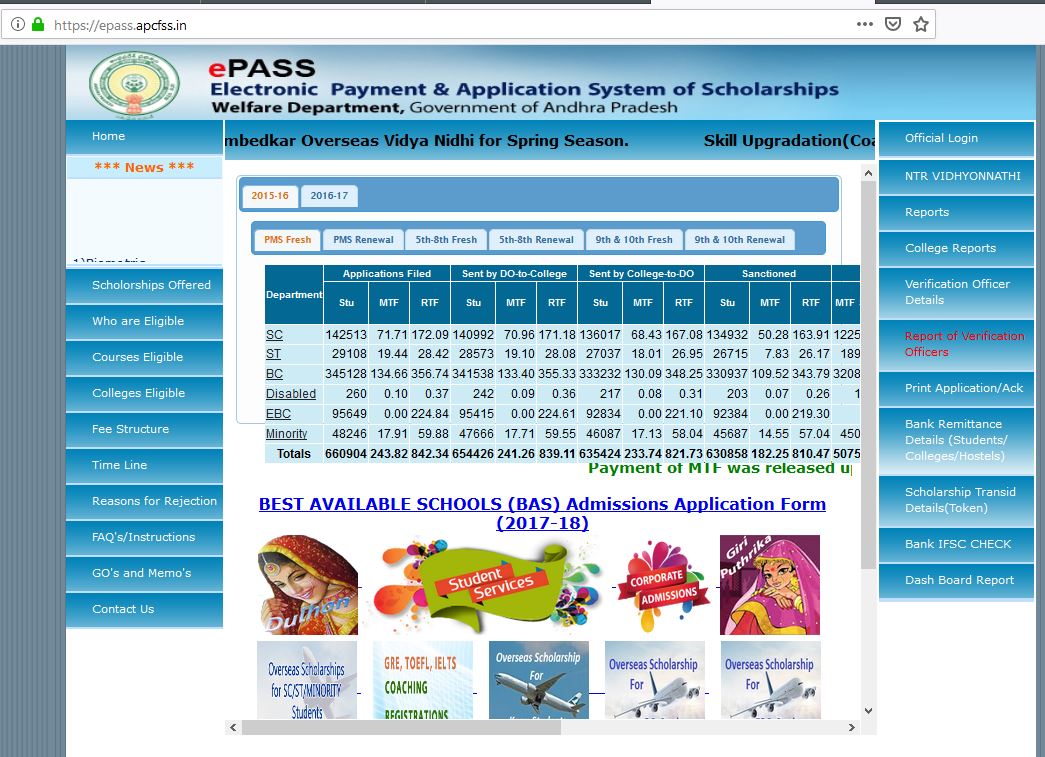 https://epass.apcfss.in
ePASS
Electronic Payment & Application System of Scholarships
Welfare Department, Government of Andhra Pradesh
Home
*** News ***
Scholorships Offered
Who are Eligible
Courses Eligible
Colleges Eligible
Fee Structure
Time Line
Reasons for Rejection
FAQ's/Instructions
GO's and Memo's
Contact Us
mbedkar Overseas Vidya Nidhi for Spring Season. Skill Upgradation(Coa
2015-16 2016-17
PMS Fresh PMS Renewal 5th-8th Fresh 5th-8th Renewal 9th & 10th Fresh 9th & 10th Renewal
Department Applications Filed Sent by DO-to-College Sent by College-to-DO Sanctioned
Stu MTF RTF Stu MTF RTF Stu MTF RTF Stu MTF RTF MTF
SC 142513 71.71 172.09 140992 70.96 171.18 136017 68.43 167.08 134932 50.28 163.91 1225
ST 29108 19.44 28.42 28573 19.10 28.08 27037 18.01 26.95 26715 7.83 26.17 189
BC 345128 134.66 356.74 341538 133.40 355.33 333232 130.09 348.25 330937 109.52 343.79 3208
Disabled 260 0.10 0.37 242 0.09 0.36 217 0.08 0.31 203 0.07 0.26 1
EBC 95649 0.00 224.84 95415 0.00 224.61 92834 0.00 221.10 92384 0.00 219.30
Minority 48246 17.91 59.88 47666 17.71 59.55 46087 17.13 58.04 45687 14.55 57.04 450
Totals 660904 243.82 842.34 654426 241.26 839.11 635424 233.74 821.73 630858 182.25 810.47 5075
Payment of MTF was released u
BEST AVAILABLE SCHOOLS (BAS) Admissions Application Form
(2017-18)
Dulhan
Student
Services
CORPORATE
ADMISSIONS
Giri
Puthrika
Overseas Scholarships
for SC/ST/MINORITY
Students
GRE, TOEFL, IELTS
COACHING
REGISTRATIONS
Overseas Scholarship
For
Overseas Scholarship
For
Overseas Scholarship
For
Official Login
NTR VIDHYONNATHI
Reports
College Reports
Verification Officer
Details
Report of Verification
Officers
Print Application/Ack
Bank Remittance
Details (Students/
Colleges/Hostels)
Scholarship Transid
Details(Token)
Bank IFSC CHECK
Dash Board Report